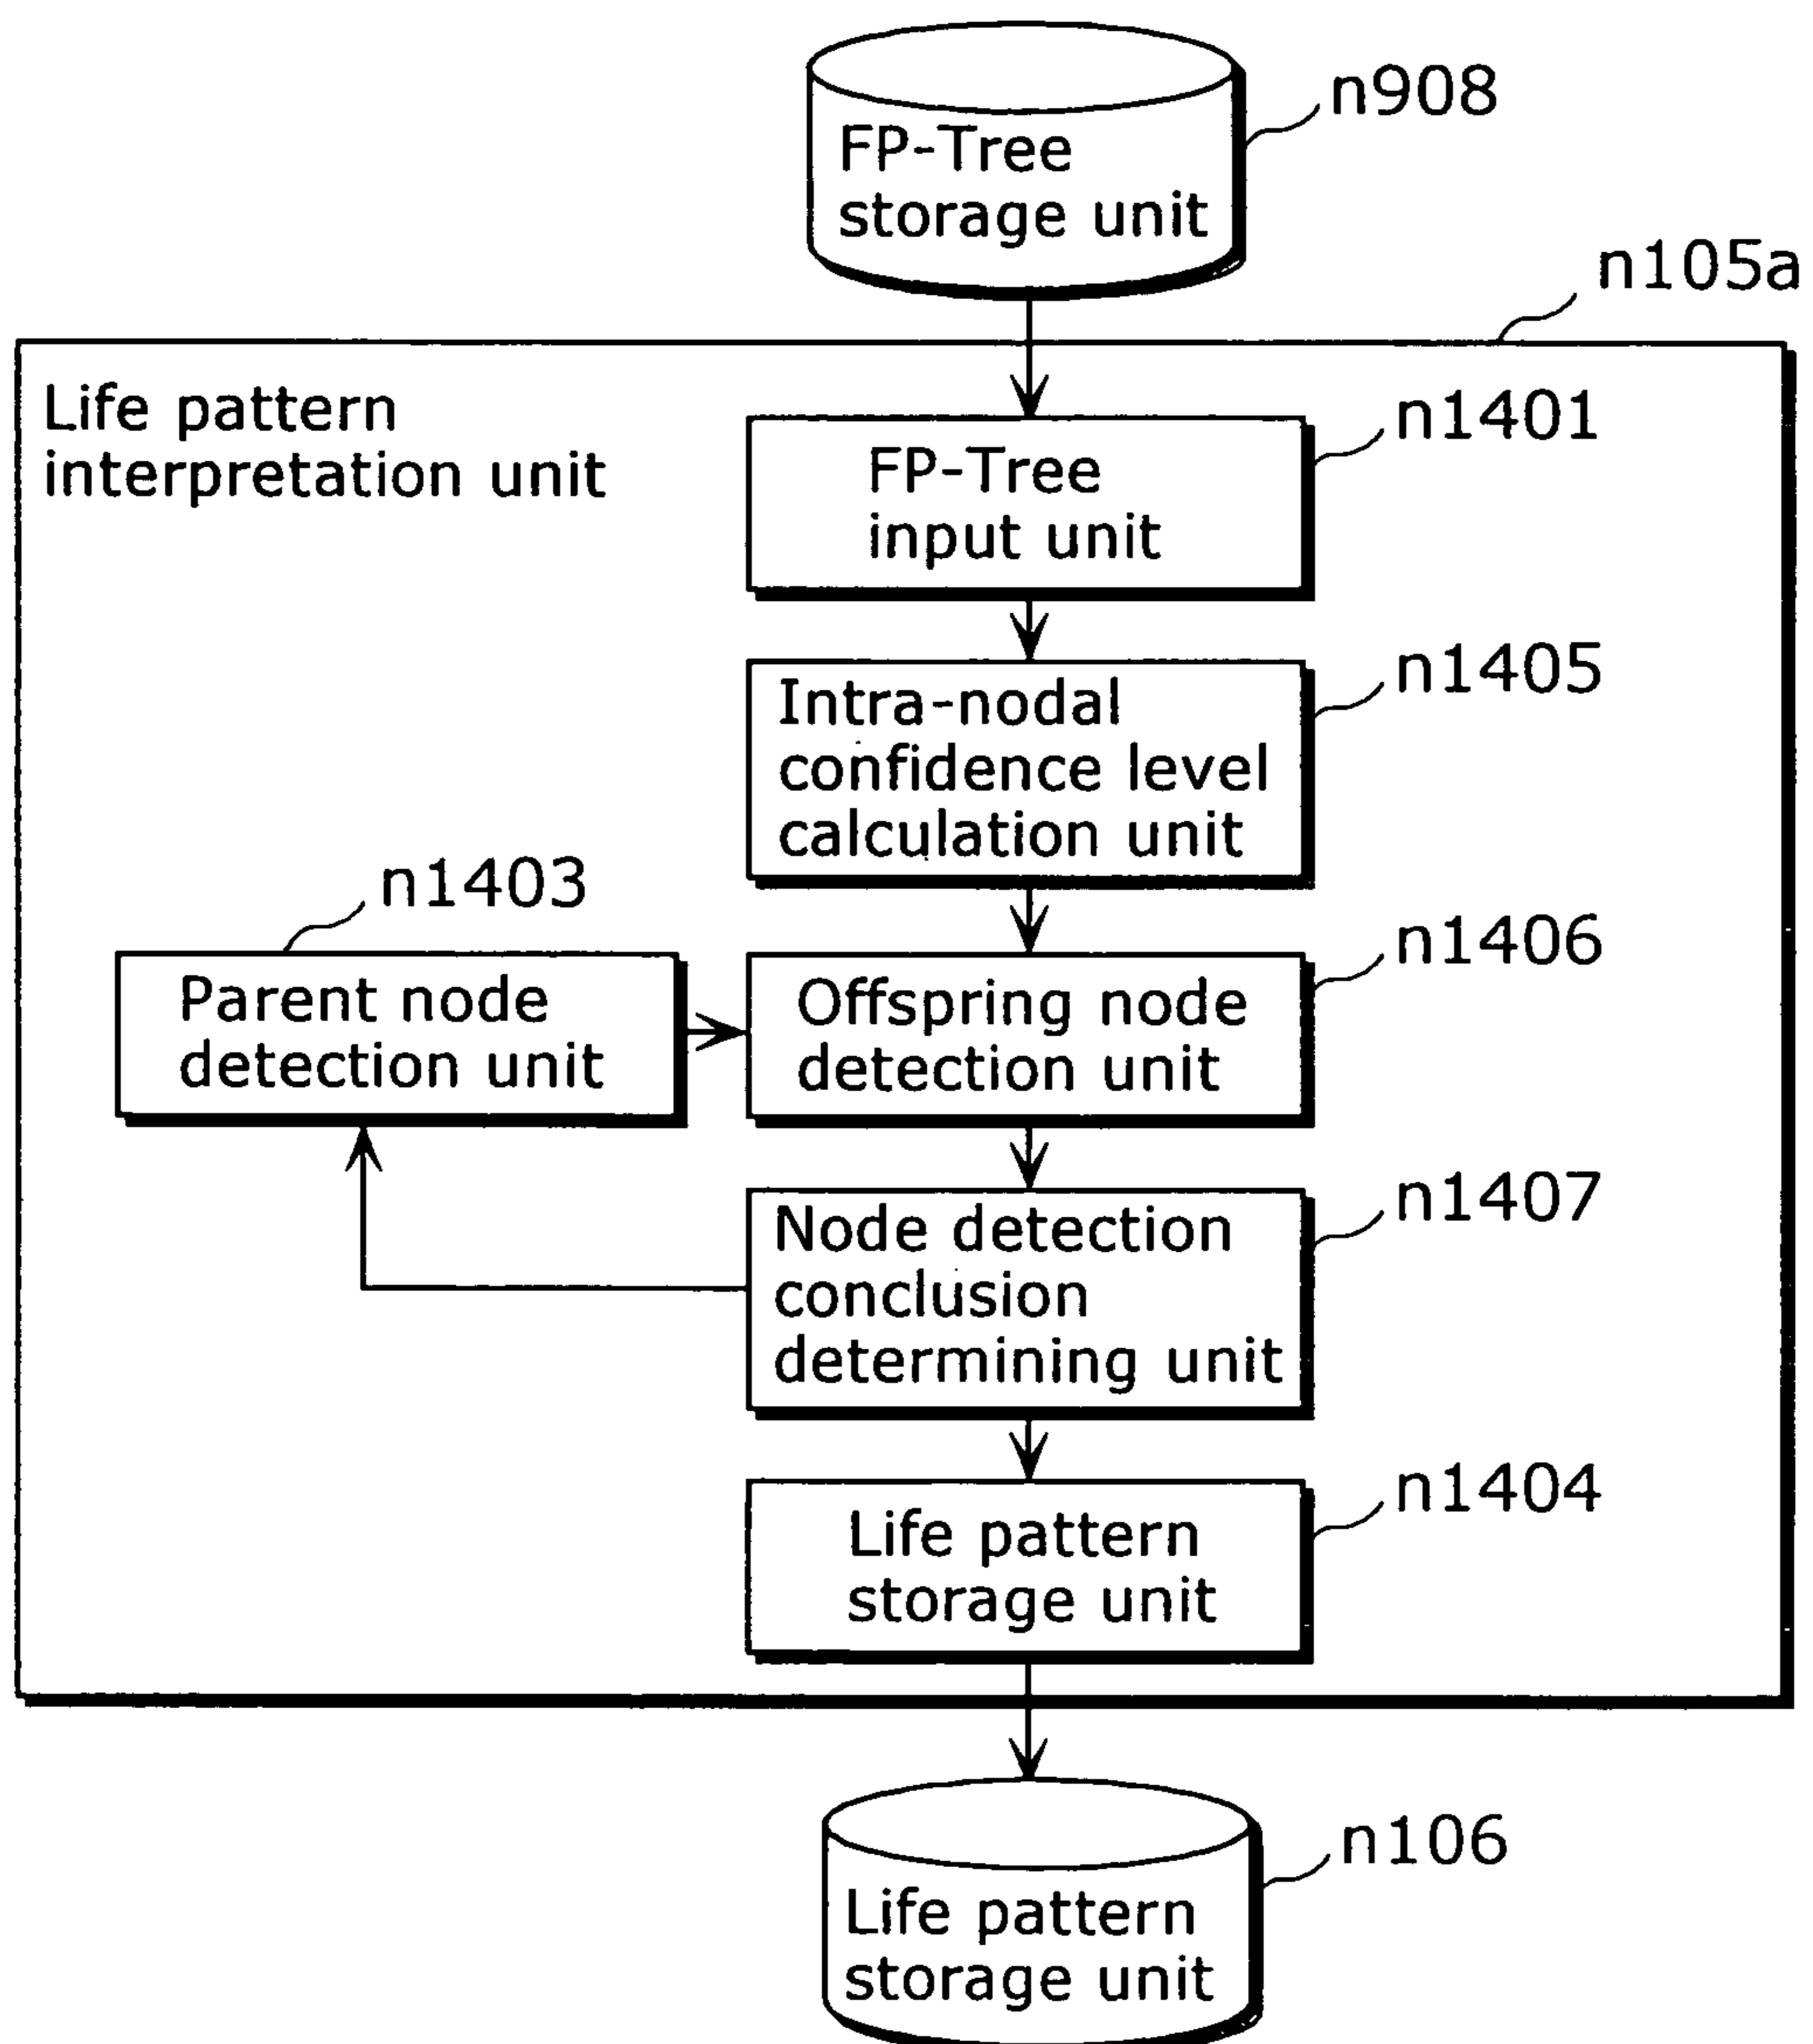 FP-Tree
storage unit
n908
n105a
Life pattern
interpretation unit
FP-Tree
input unit
n1401
Intra-nodal
confidence level
calculation unit
n1405
n1403
Parent node
detection unit
Offspring node
detection unit
n1406
Node detection
conclusion
determining unit
n1407
Life pattern
storage unit
n1404
Life pattern
storage unit
n106